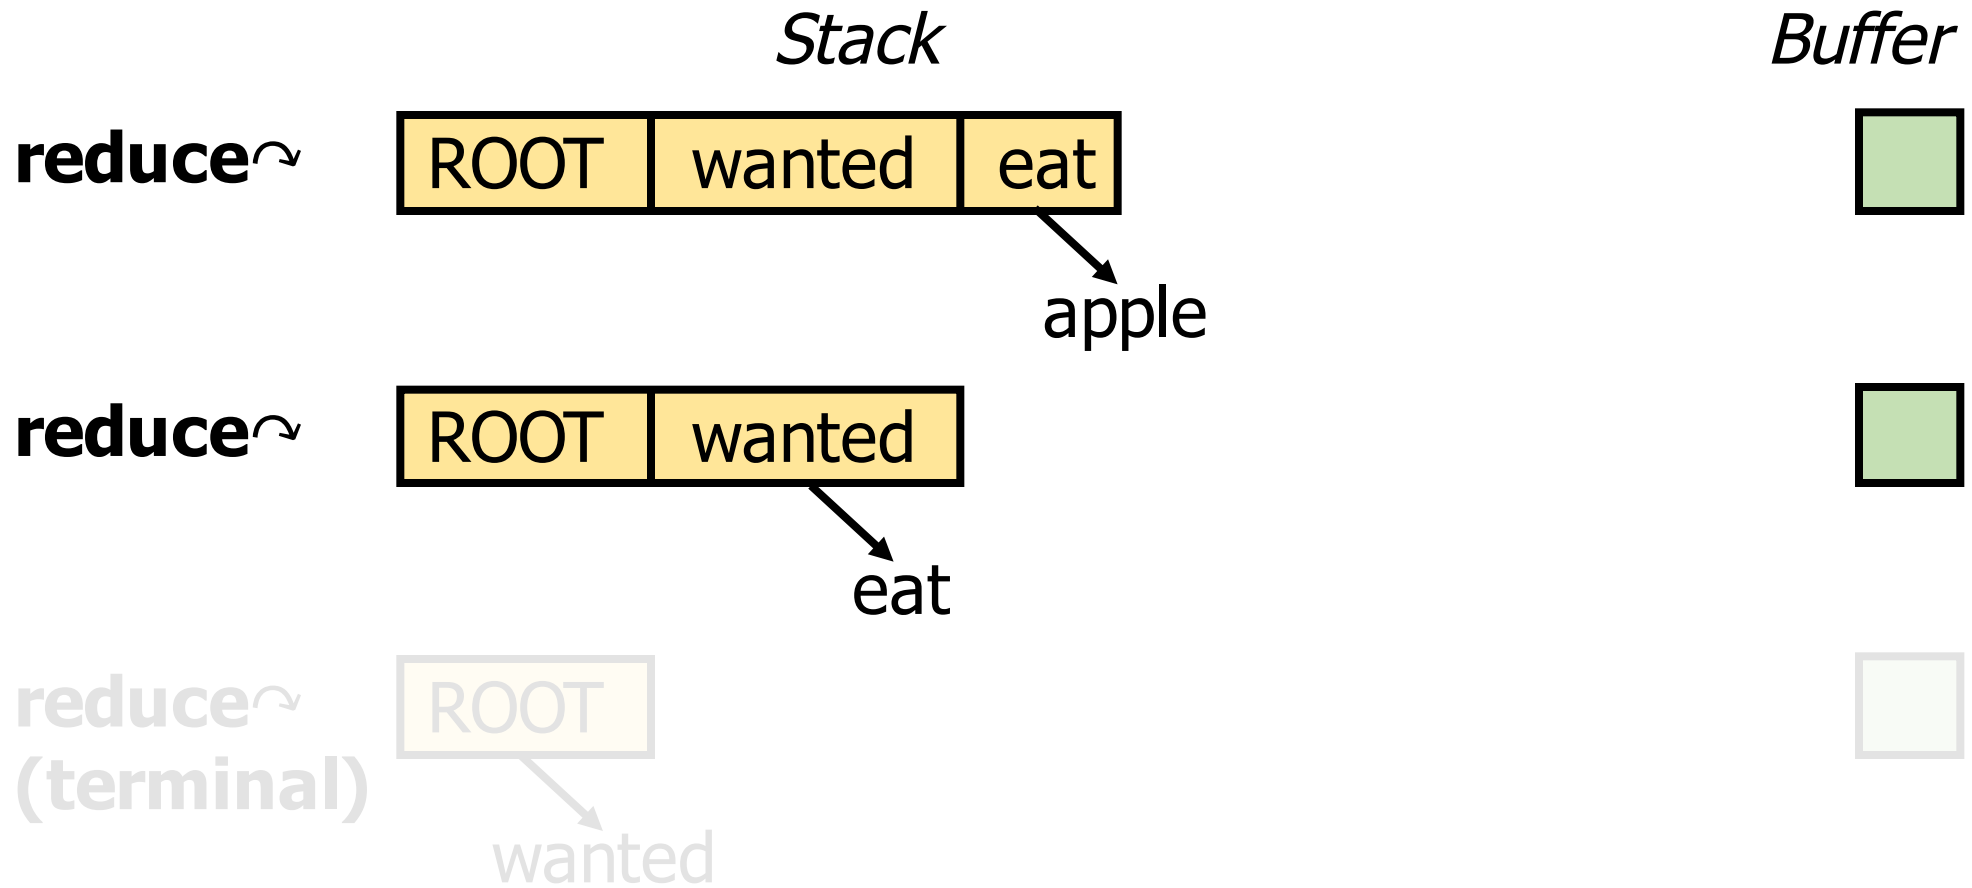 Stack Buffer
reduce↷ ROOT wanted eat
apple
reduce↷ ROOT wanted
eat
reduce↷ ROOT
(terminal)
wanted